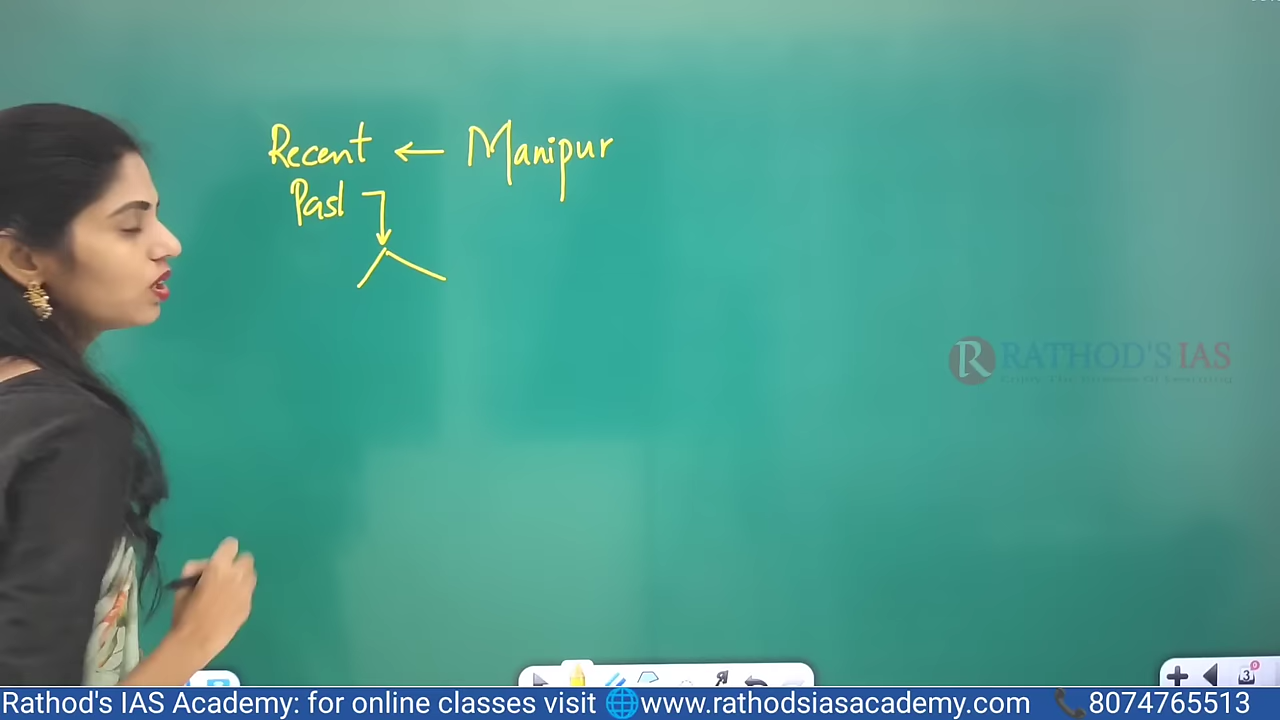 Recent ← Manipur
Past
RATHOD'S IAS
Rathod's IAS Academy: for online classes visit www.rathodsiasacademy.com 8074765513